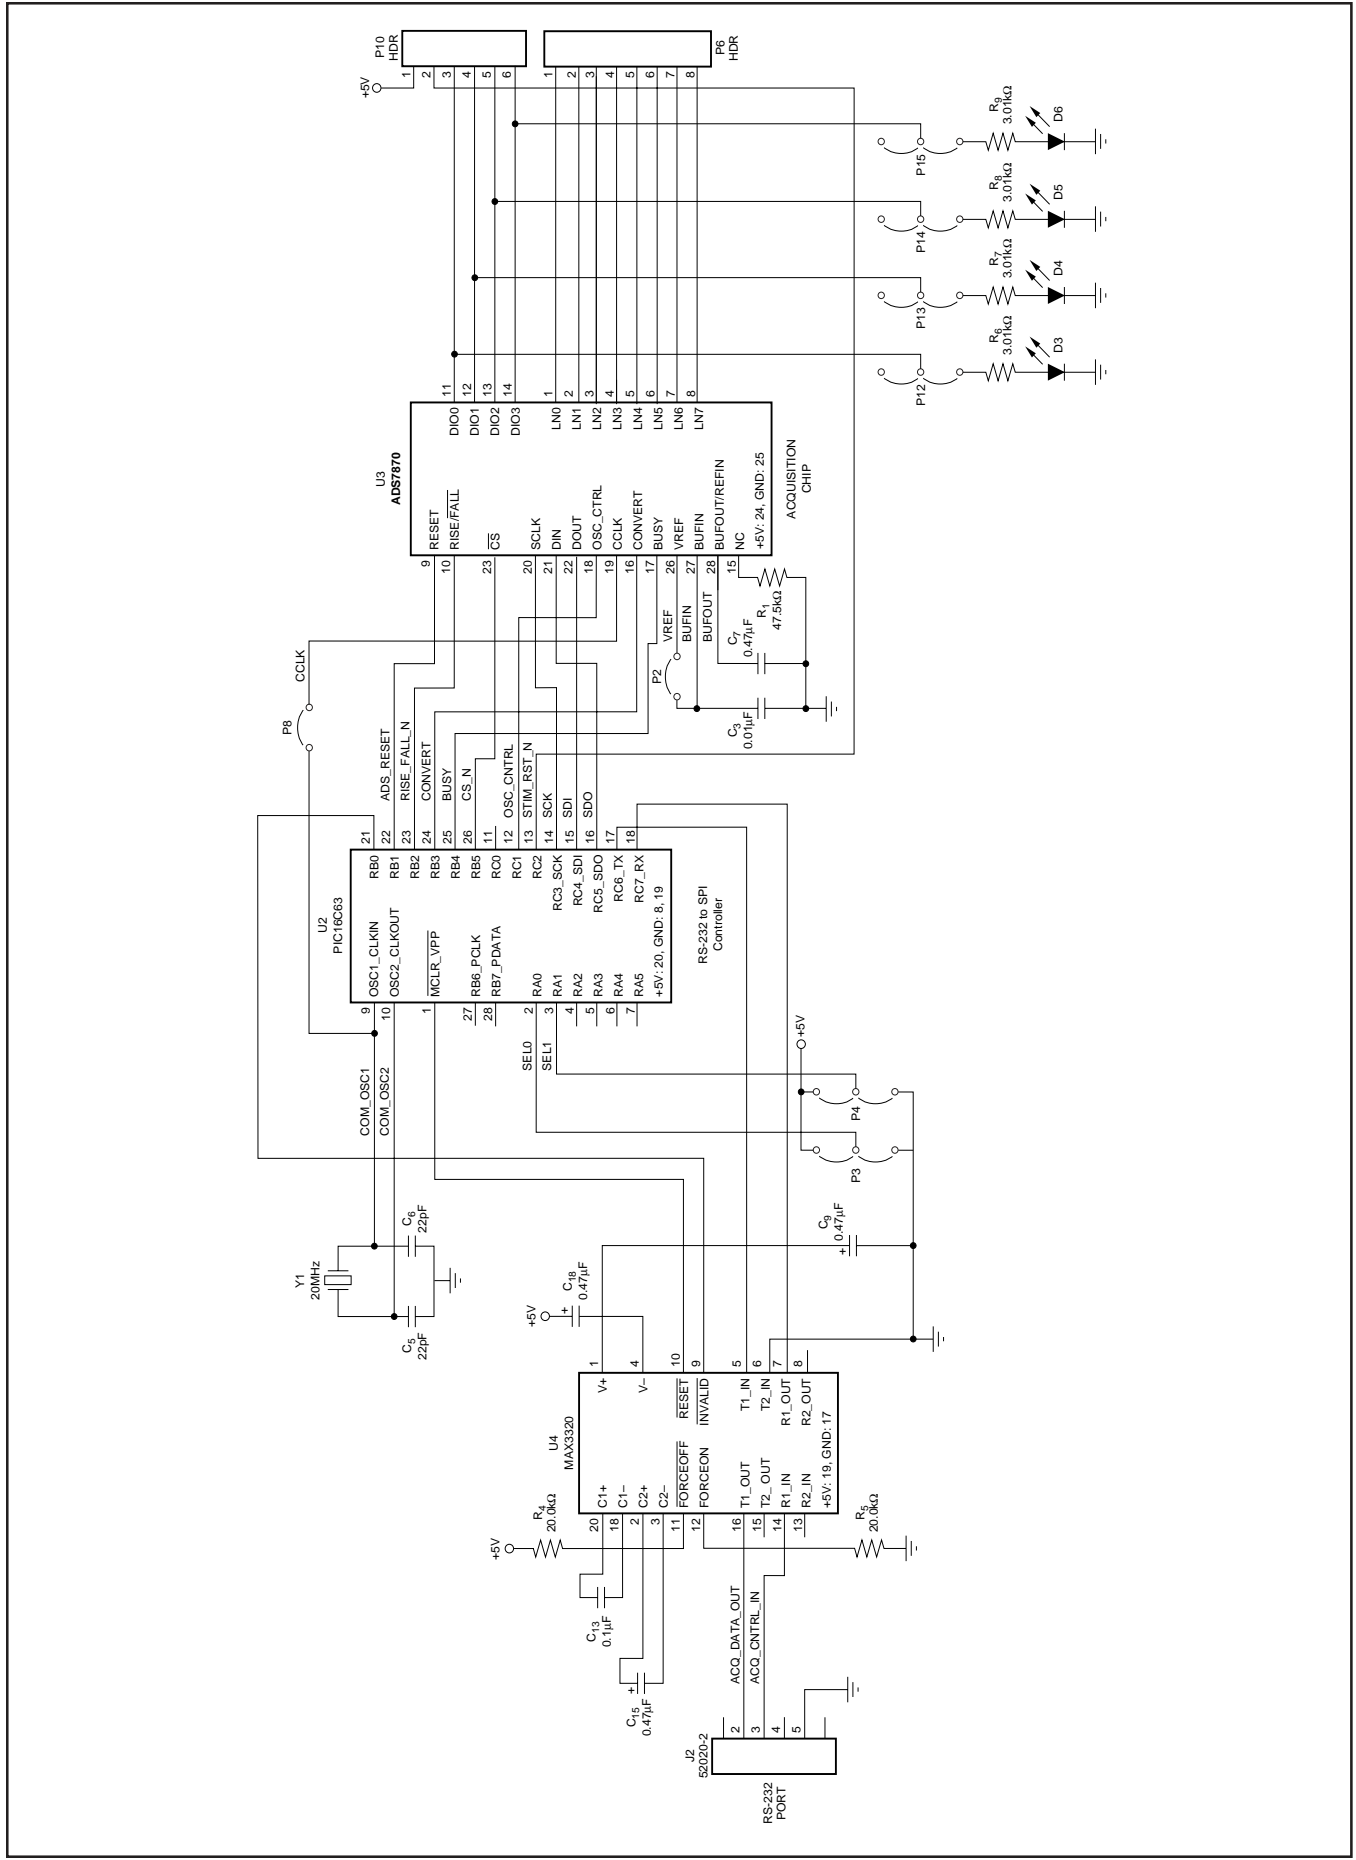 J2
52020-2
RS-232
PORT
2
3
4
5
ACQ_DATA_OUT
ACQ_CNTRL_IN
C15
0.47µF
+
C13
0.1µF
+5V
R4
20.0kΩ
R5
20.0kΩ
U4
MAX3320
20
18
2
3
11
12
16
15
14
13
C1+
C1–
C2+
C2–
FORCEOFF
FORCEON
T1_OUT
T2_ OUT
R1_IN
R2_IN
V+
V–
RESET
INVALID
T1_IN
T2_IN
R1_OUT
R2_OUT
+5V: 19, GND: 17
1
4
10
9
5
6
7
8
+5V
+
C18
0.47µF
C9
0.47µF
+
Y1
20MHz
C5
22pF
C6
22pF
COM_OSC1
COM_OSC2
SEL0
SEL1
P3
P4
+5V
U2
PIC16C63
9
10
1
27
28
2
3
4
5
6
7
OSC1_CLKIN
OSC2_CLKOUT
MCLR_VPP
RB6_PCLK
RB7_PDATA
RA0
RA1
RA2
RA3
RA4
RA5
RB0
RB1
RB2
RB3
RB4
RB5
RC0
RC1
RC2
RC3_SCK
RC4_SDI
RC5_SDO
RC6_TX
RC7_RX
+5V: 20, GND: 8, 19
RS-232 to SPI
Controller
21
22
23
24
25
26
11
12
13
14
15
16
17
18
ADS_RESET
RISE_FALL_N
CONVERT
BUSY
CS_N
OSC_CNTRL
STIM_RST_N
SCK
SDI
SDO
P8
CCLK
P2
VREF
BUFIN
BUFOUT
C3
0.01µF
C7
0.47µF
R1
47.5kΩ
U3
ADS7870
9
10
23
20
21
22
18
19
16
17
26
27
28
15
RESET
RISE/FALL
CS
SCLK
DIN
DOUT
OSC_CTRL
CCLK
CONVERT
BUSY
VREF
BUFIN
BUFOUT/REFIN
NC
DIO0
DIO1
DIO2
DIO3
LN0
LN1
LN2
LN3
LN4
LN5
LN6
LN7
+5V: 24, GND: 25
ACQUISITION
CHIP
11
12
13
14
1
2
3
4
5
6
7
8
P12
R6
3.01kΩ
D3
P13
R7
3.01kΩ
D4
P14
R8
3.01kΩ
D5
P15
R9
3.01kΩ
D6
+5V
P10
HDR
1
2
3
4
5
6
P6
HDR
1
2
3
4
5
6
7
8